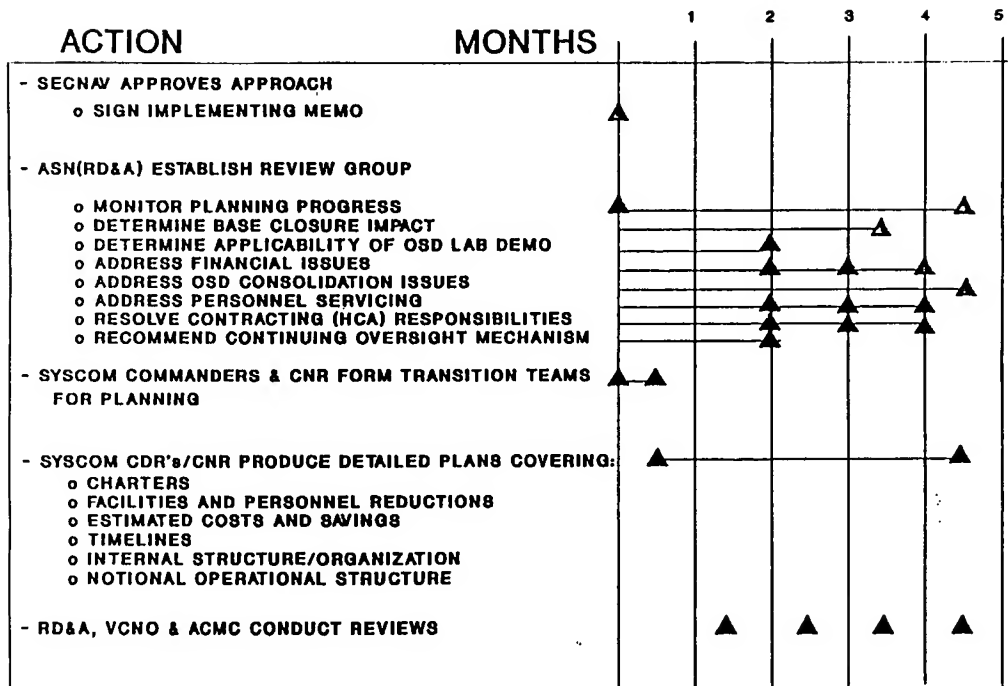 1 2 3 4 5
ACTION MONTHS
- SECNAV APPROVES APPROACH
o SIGN IMPLEMENTING MEMO
- ASN(RD&A) ESTABLISH REVIEW GROUP
o MONITOR PLANNING PROGRESS
o DETERMINE BASE CLOSURE IMPACT
o DETERMINE APPLICABILITY OF OSD LAB DEMO
o ADDRESS FINANCIAL ISSUES
o ADDRESS OSD CONSOLIDATION ISSUES
o ADDRESS PERSONNEL SERVICING
o RESOLVE CONTRACTING (HCA) RESPONSIBILITIES
o RECOMMEND CONTINUING OVERSIGHT MECHANISM
- SYSCOM COMMANDERS & CNR FORM TRANSITION TEAMS
FOR PLANNING
- SYSCOM CDR's/CNR PRODUCE DETAILED PLANS COVERING:
o CHARTERS
o FACILITIES AND PERSONNEL REDUCTIONS
o ESTIMATED COSTS AND SAVINGS
o TIMELINES
o INTERNAL STRUCTURE/ORGANIZATION
o NOTIONAL OPERATIONAL STRUCTURE
- RD&A, VCNO & ACMC CONDUCT REVIEWS